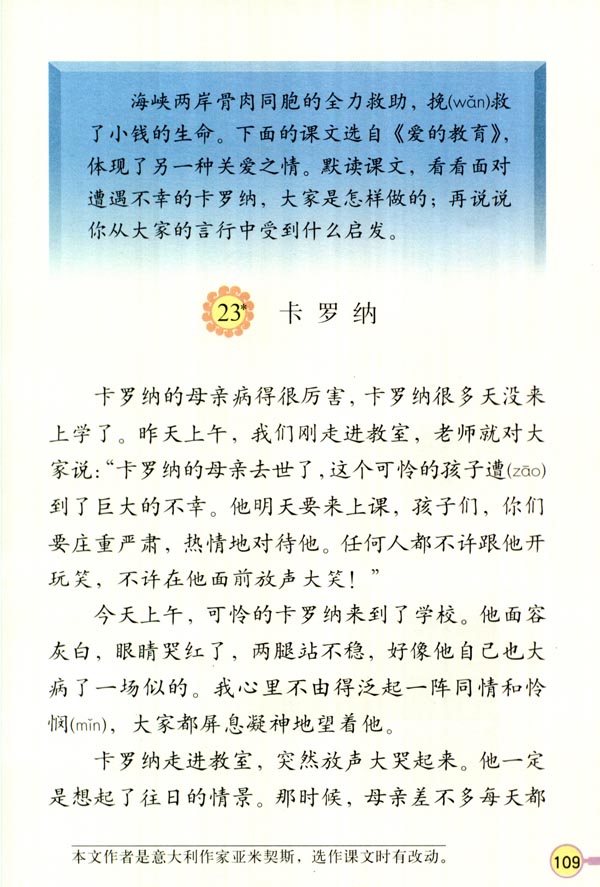 海峡两岸骨肉同胞的全力救助，挽(wǎn)救
了小钱的生命。下面的课文选自《爱的教育》，
体现了另一种关爱之情。默读课文，看看面对
遭遇不幸的卡罗纳，大家是怎样做的；再说说
你从大家的言行中受到什么启发。
23* 卡罗纳
卡罗纳的母亲病得很厉害，卡罗纳很多天没来
上学了。昨天上午，我们刚走进教室，老师就对大
家说：“卡罗纳的母亲去世了，这个可怜的孩子遭(zāo)
到了巨大的不幸。他明天要来上课，孩子们，你们
要庄重严肃，热情地对待他。任何人都不许跟他开
玩笑，不许在他面前放声大笑！”
今天上午，可怜的卡罗纳来到了学校。他面容
灰白，眼睛哭红了，两腿站不稳，好像他自己也大
病了一场似的。我心里不由得泛起一阵同情和怜
悯(mǐn)，大家都屏息凝神地望着他。
卡罗纳走进教室，突然放声大哭起来。他一定
是想起了往日的情景。那时候，母亲差不多每天都
本文作者是意大利作家亚米契斯，选作课文时有改动。
109